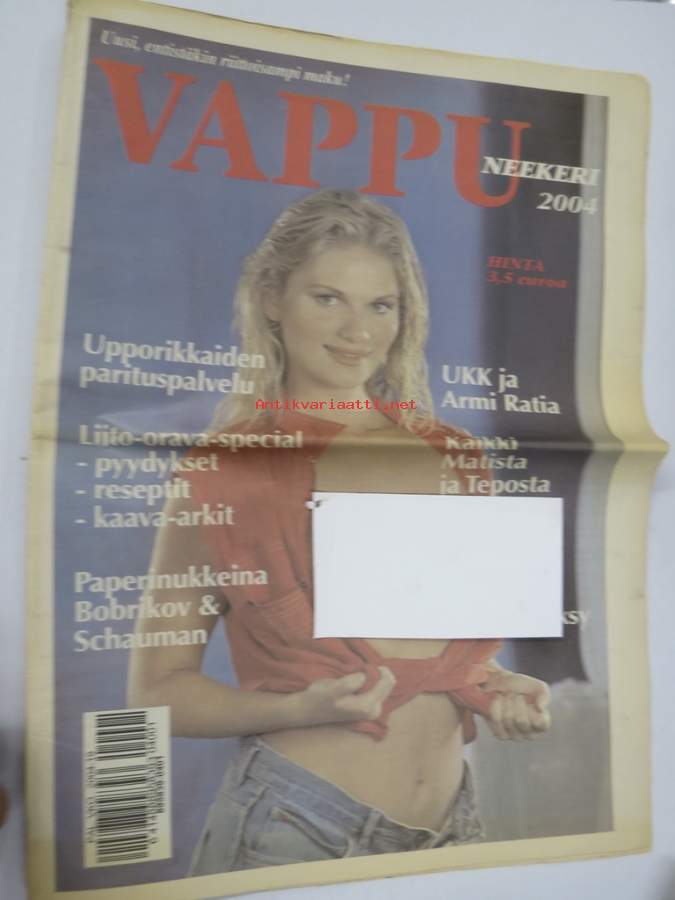 Uusi, entistäkin riittoisampi maku!
VAPPU
NEEKERI
2004
HINTA
3,5 euroa
Upporikkaiden
parituspalvelu
Liito-orava-special
- pyydykset
- reseptit
- kaava-arkit
Paperinukkeina
Bobrikov &
Schauman
UKK ja
Armi Ratia
Kaikki
Matista
ja Teposta
Antikvariaatti.net